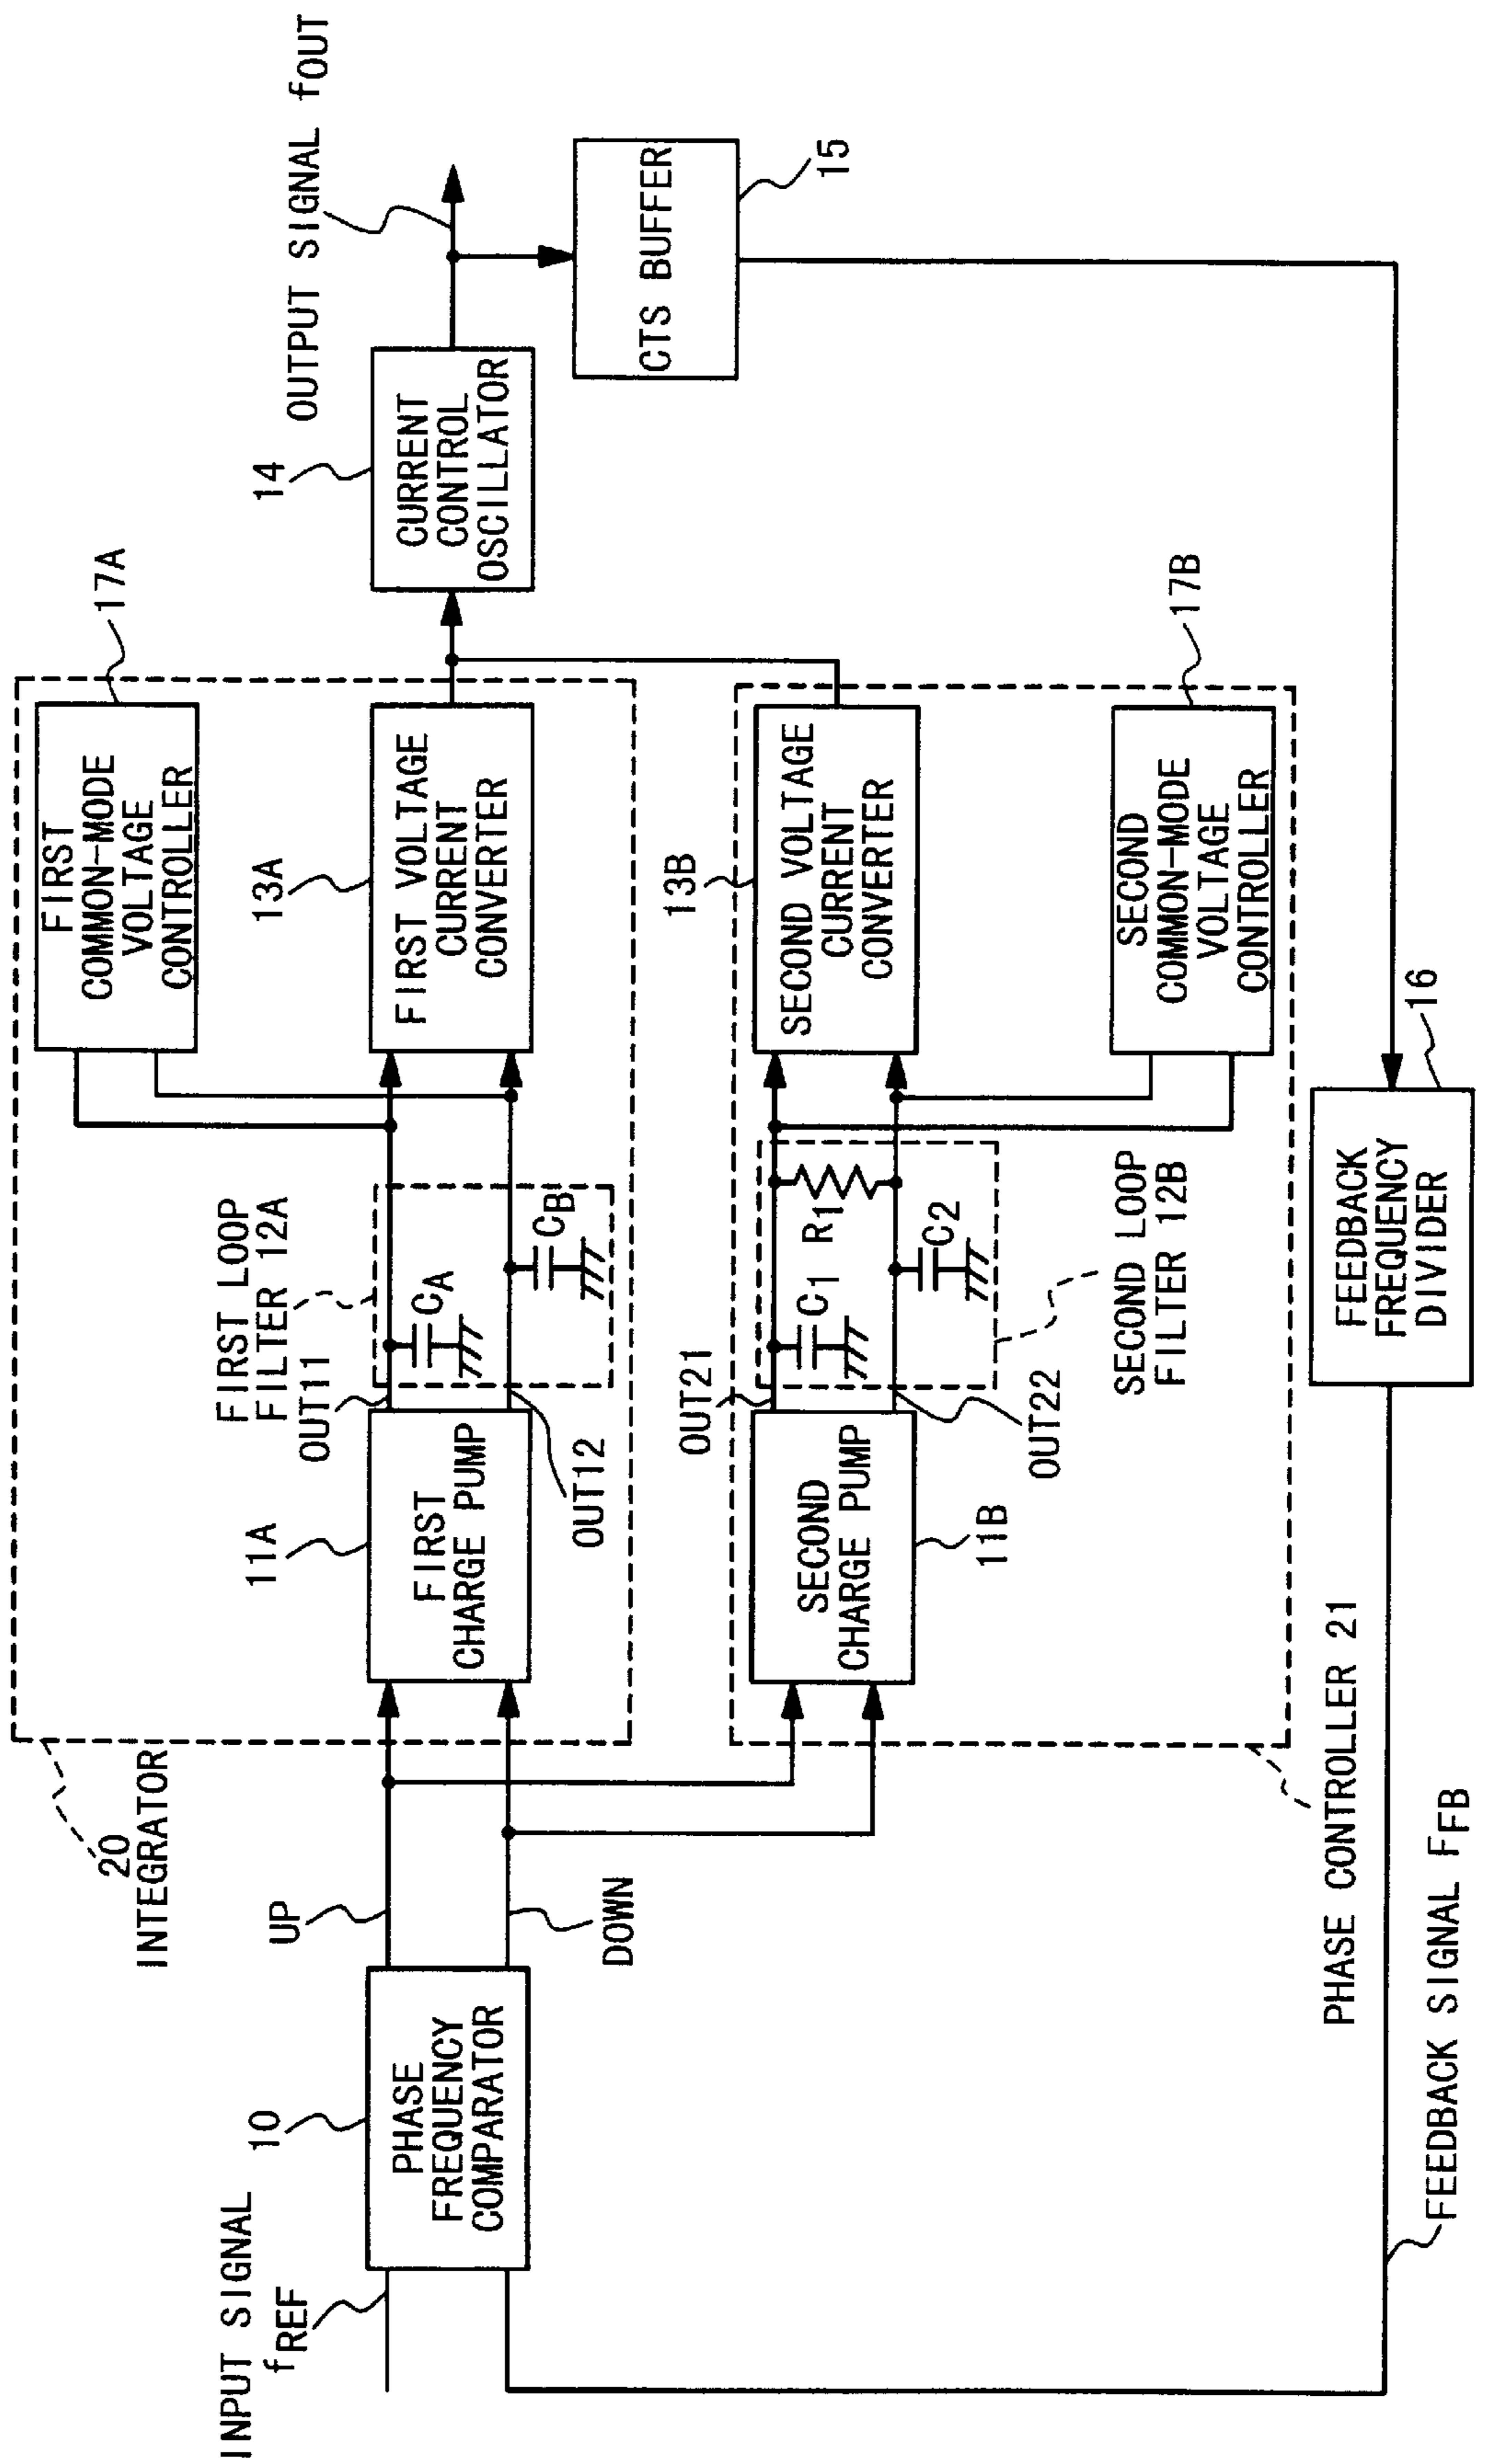 INPUT SIGNAL
fREF
10
PHASE
FREQUENCY
COMPARATOR
UP
DOWN
20
INTEGRATOR
11A
FIRST
CHARGE PUMP
OUT11
OUT12
FIRST LOOP
FILTER 12A
CA
CB
FIRST
COMMON-MODE
VOLTAGE
CONTROLLER
17A
13A
FIRST VOLTAGE
CURRENT
CONVERTER
14
CURRENT
CONTROL
OSCILLATOR
OUTPUT SIGNAL fOUT
CTS BUFFER
15
SECOND
CHARGE PUMP
11B
OUT21
OUT22
C1
R1
C2
SECOND LOOP
FILTER 12B
13B
SECOND VOLTAGE
CURRENT
CONVERTER
SECOND
COMMON-MODE
VOLTAGE
CONTROLLER
17B
PHASE CONTROLLER 21
FEEDBACK
FREQUENCY
DIVIDER
16
FEEDBACK SIGNAL FFB